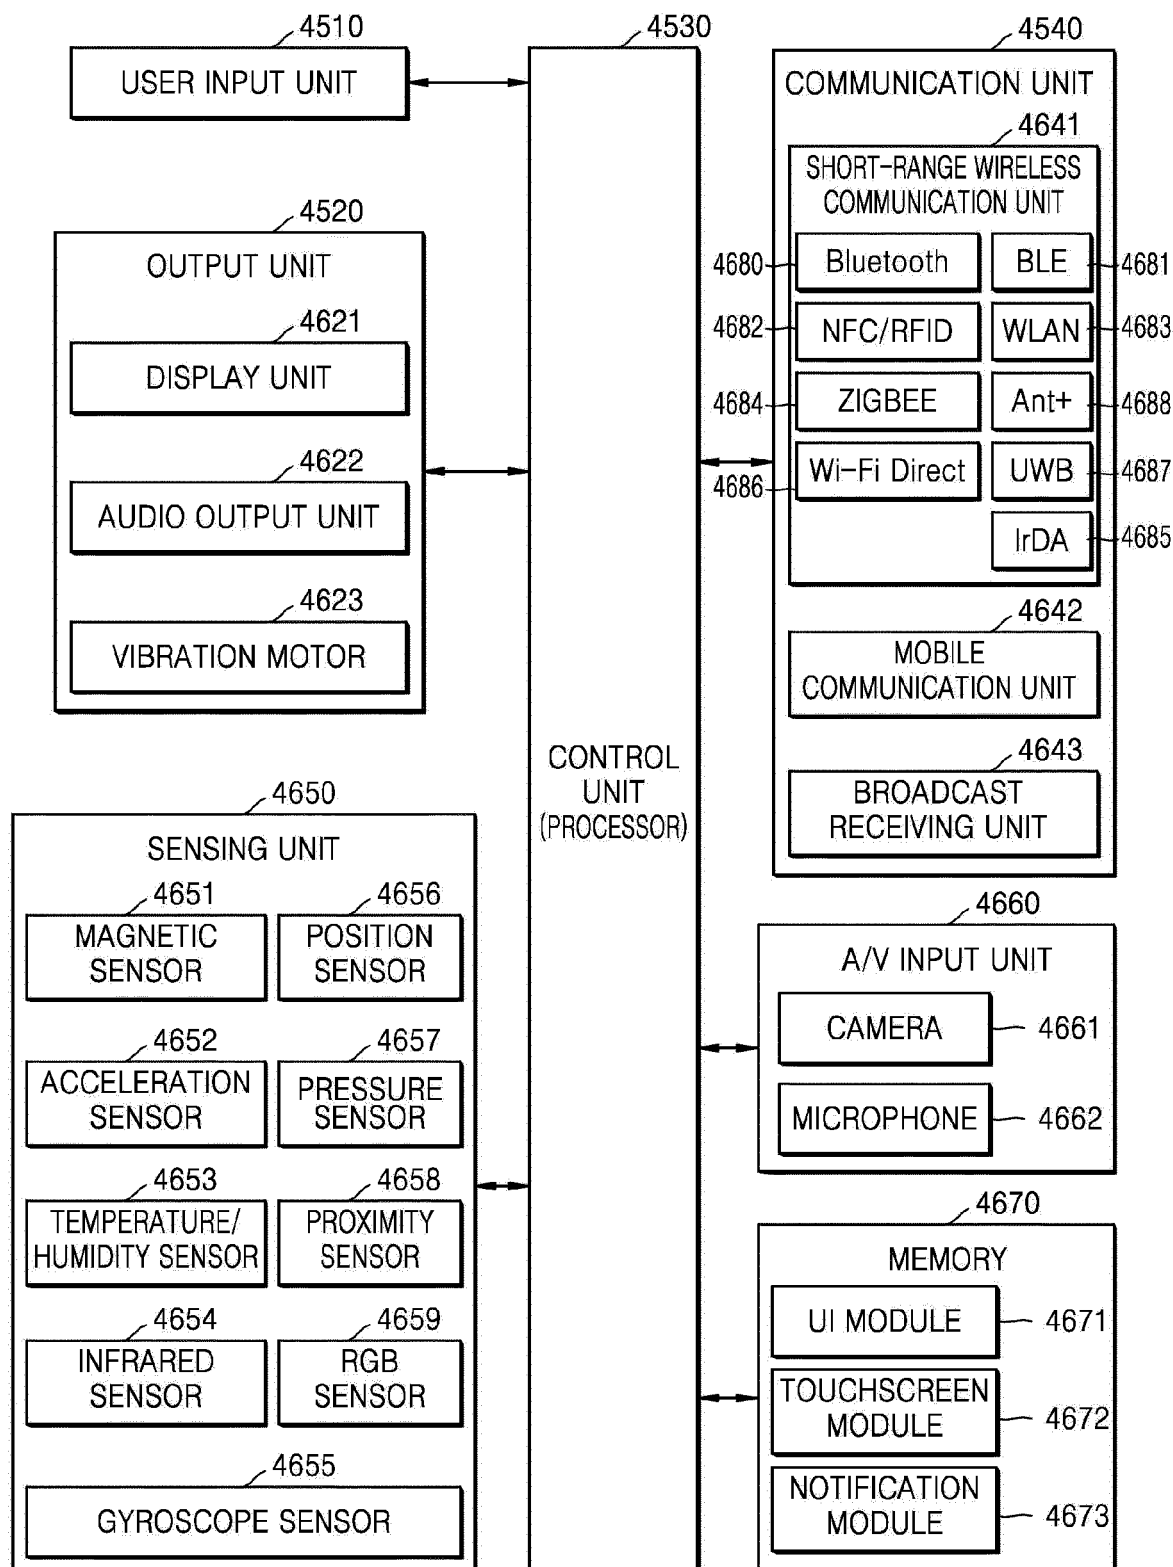 4510
USER INPUT UNIT
4520
OUTPUT UNIT
4621
DISPLAY UNIT
4622
AUDIO OUTPUT UNIT
4623
VIBRATION MOTOR
4650
SENSING UNIT
4651
MAGNETIC
SENSOR
4656
POSITION
SENSOR
4652
ACCELERATION
SENSOR
4657
PRESSURE
SENSOR
4653
TEMPERATURE/
HUMIDITY SENSOR
4658
PROXIMITY
SENSOR
4654
INFRARED
SENSOR
4659
RGB
SENSOR
4655
GYROSCOPE SENSOR
4530
CONTROL
UNIT
(PROCESSOR)
4540
COMMUNICATION UNIT
4641
SHORT-RANGE WIRELESS
COMMUNICATION UNIT
4680 Bluetooth BLE 4681
4682 NFC/RFID WLAN 4683
4684 ZIGBEE Ant+ 4688
4686 Wi-Fi Direct UWB 4687
IrDA 4685
4642
MOBILE
COMMUNICATION UNIT
4643
BROADCAST
RECEIVING UNIT
4660
A/V INPUT UNIT
CAMERA 4661
MICROPHONE 4662
4670
MEMORY
UI MODULE 4671
TOUCHSCREEN
MODULE 4672
NOTIFICATION
MODULE 4673